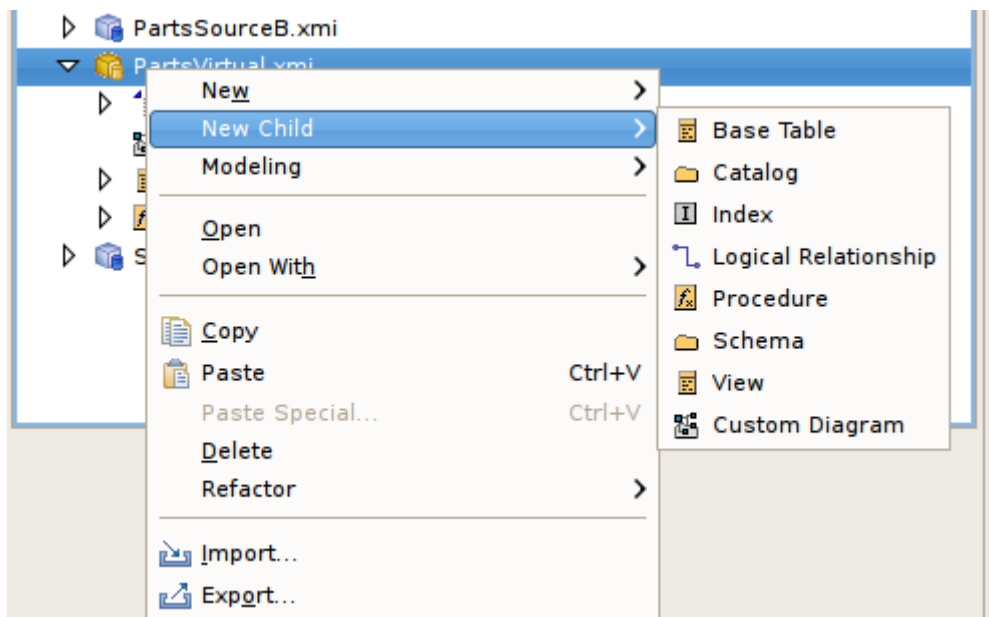 PartsSourceB.xmi
PartsVirtual.xmi
New
New Child
Modeling
Open
Open With
Copy
Paste Ctrl+V
Paste Special... Ctrl+V
Delete
Refactor
Import...
Export...
Base Table
Catalog
Index
Logical Relationship
Procedure
Schema
View
Custom Diagram
S